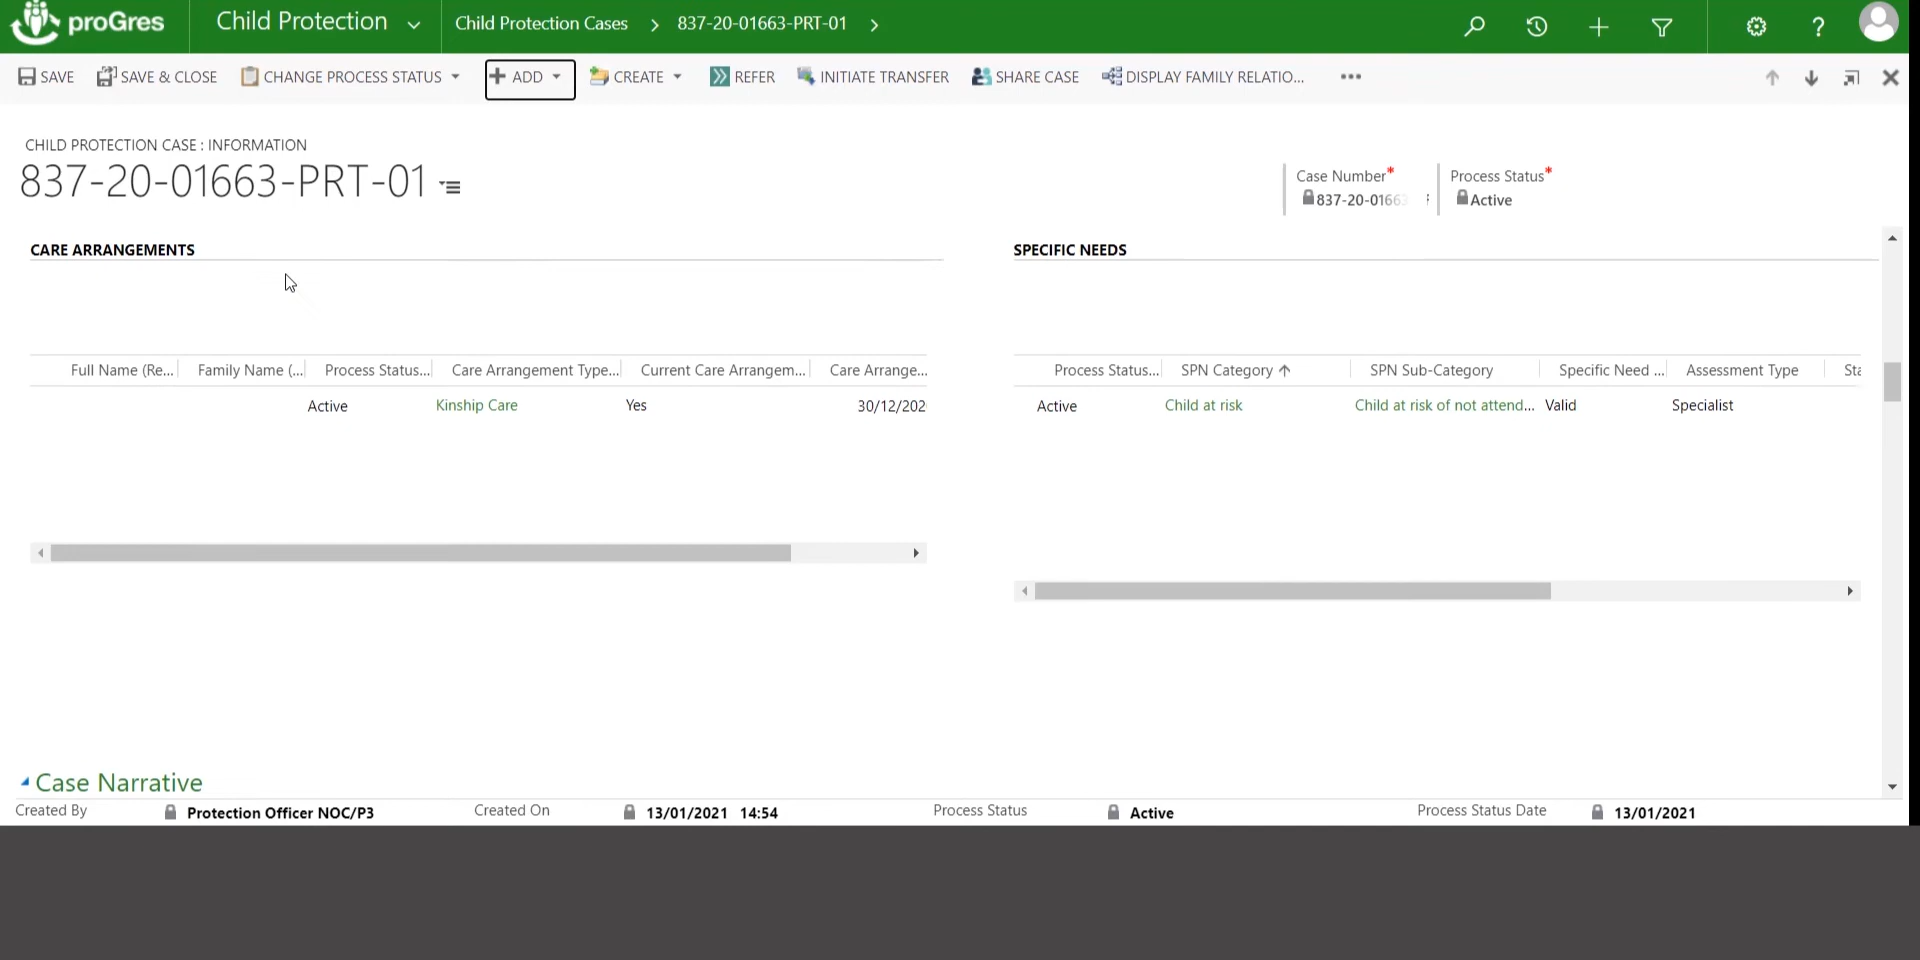 proGres Child Protection Child Protection Cases 837-20-01663-PRT-01
SAVE SAVE & CLOSE CHANGE PROCESS STATUS ADD CREATE REFER INITIATE TRANSFER SHARE CASE DISPLAY FAMILY RELATIO...
CHILD PROTECTION CASE : INFORMATION
837-20-01663-PRT-01
Case Number* Process Status*
837-20-01663 Active
CARE ARRANGEMENTS SPECIFIC NEEDS
Full Name (Re... Family Name (... Process Status... Care Arrangement Type... Current Care Arrangem... Care Arrange... Process Status... SPN Category SPN Sub-Category Specific Need ... Assessment Type Sta
Active Kinship Care Yes 30/12/202 Active Child at risk Child at risk of not attend... Valid Specialist
Case Narrative
Created By Protection Officer NOC/P3 Created On 13/01/2021 14:54 Process Status Active Process Status Date 13/01/2021